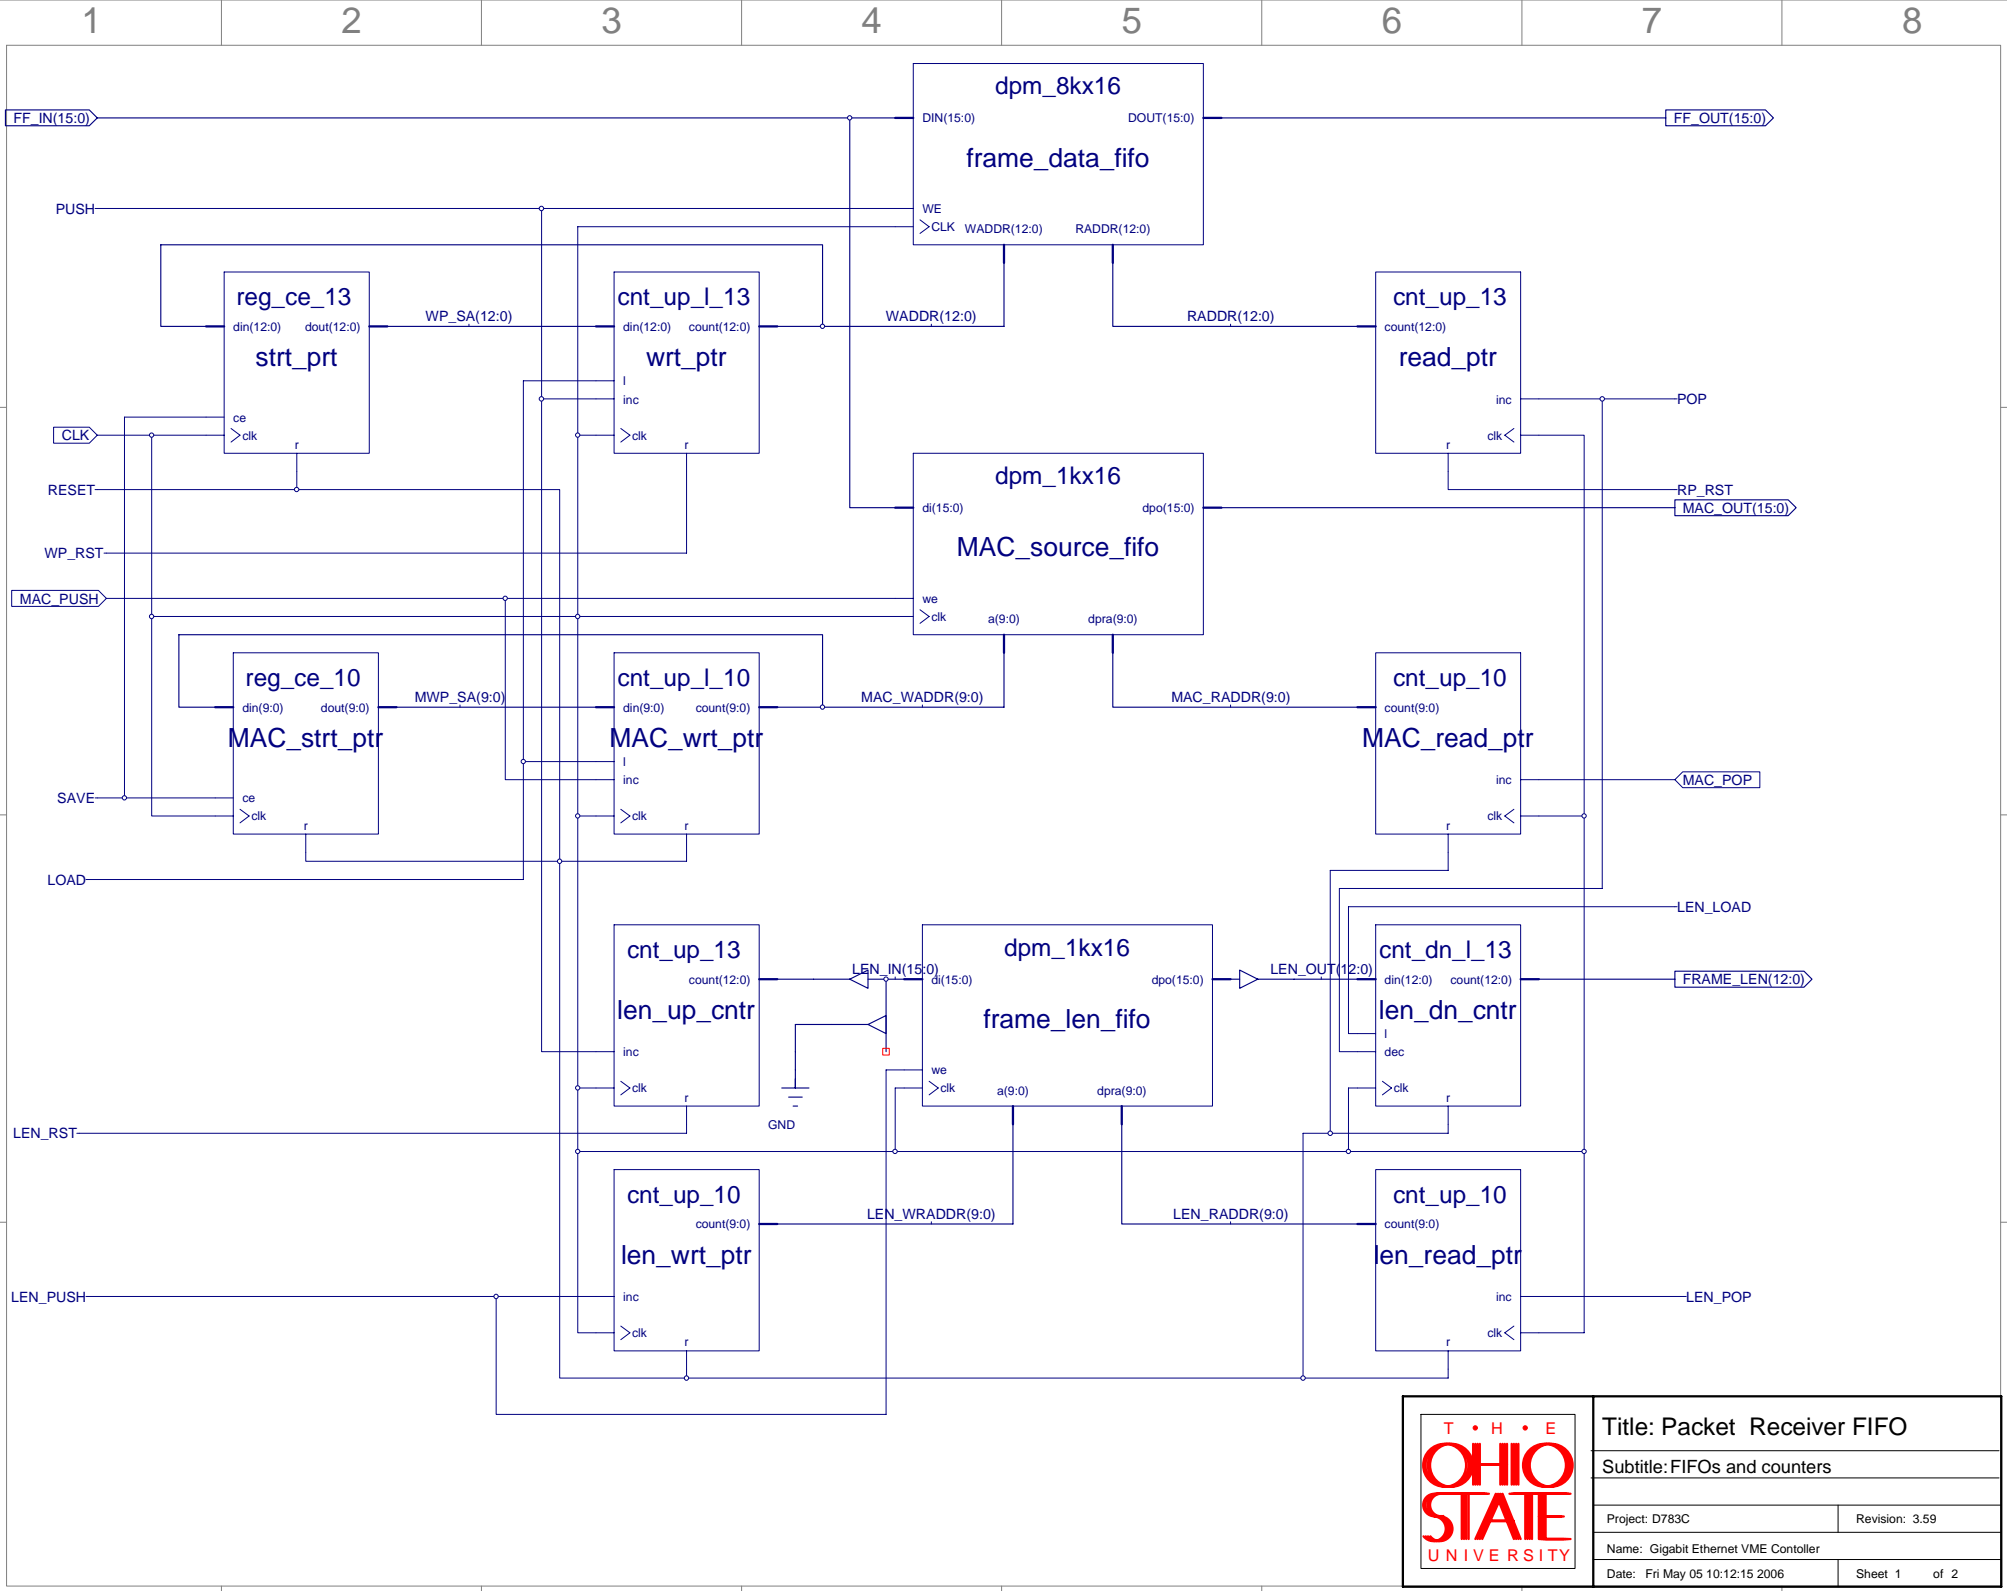 1 2 3 4 5 6 7 8
dpm_8kx16
FF_IN(15:0) DIN(15:0) DOUT(15:0) FF_OUT(15:0)
frame_data_fifo
PUSH WE
CLK WADDR(12:0) RADDR(12:0)
reg_ce_13 cnt_up_l_13 cnt_up_13
din(12:0) dout(12:0) WP_SA(12:0) din(12:0) count(12:0) WADDR(12:0) RADDR(12:0) count(12:0)
strt_prt wrt_ptr read_ptr
l
inc inc POP
ce
CLK clk clk clk
r r r
dpm_1kx16
RESET RP_RST
di(15:0) dpo(15:0) MAC_OUT(15:0)
MAC_source_fifo
WP_RST
MAC_PUSH we
clk a(9:0) dpra(9:0)
reg_ce_10 cnt_up_l_10 cnt_up_10
din(9:0) dout(9:0) MWP_SA(9:0) din(9:0) count(9:0) MAC_WADDR(9:0) MAC_RADDR(9:0) count(9:0)
MAC_strt_ptr MAC_wrt_ptr MAC_read_ptr
l
inc inc MAC_POP
SAVE ce
clk clk clk
r r r
LOAD
LEN_LOAD
cnt_up_13 dpm_1kx16 cnt_dn_l_13
count(12:0) LEN_IN(15:0) di(15:0) dpo(15:0) LEN_OUT(12:0) din(12:0) count(12:0) FRAME_LEN(12:0)
len_up_cntr frame_len_fifo len_dn_cntr
l
inc dec
we
clk clk a(9:0) dpra(9:0) clk
r r
GND
LEN_RST
cnt_up_10 cnt_up_10
count(9:0) LEN_WRADDR(9:0) LEN_RADDR(9:0) count(9:0)
len_wrt_ptr len_read_ptr
LEN_PUSH inc inc LEN_POP
clk clk
r r
T • H • E
OHIO
STATE
UNIVERSITY
Title: Packet Receiver FIFO
Subtitle: FIFOs and counters
Project: D783C Revision: 3.59
Name: Gigabit Ethernet VME Contoller
Date: Fri May 05 10:12:15 2006 Sheet 1 of 2